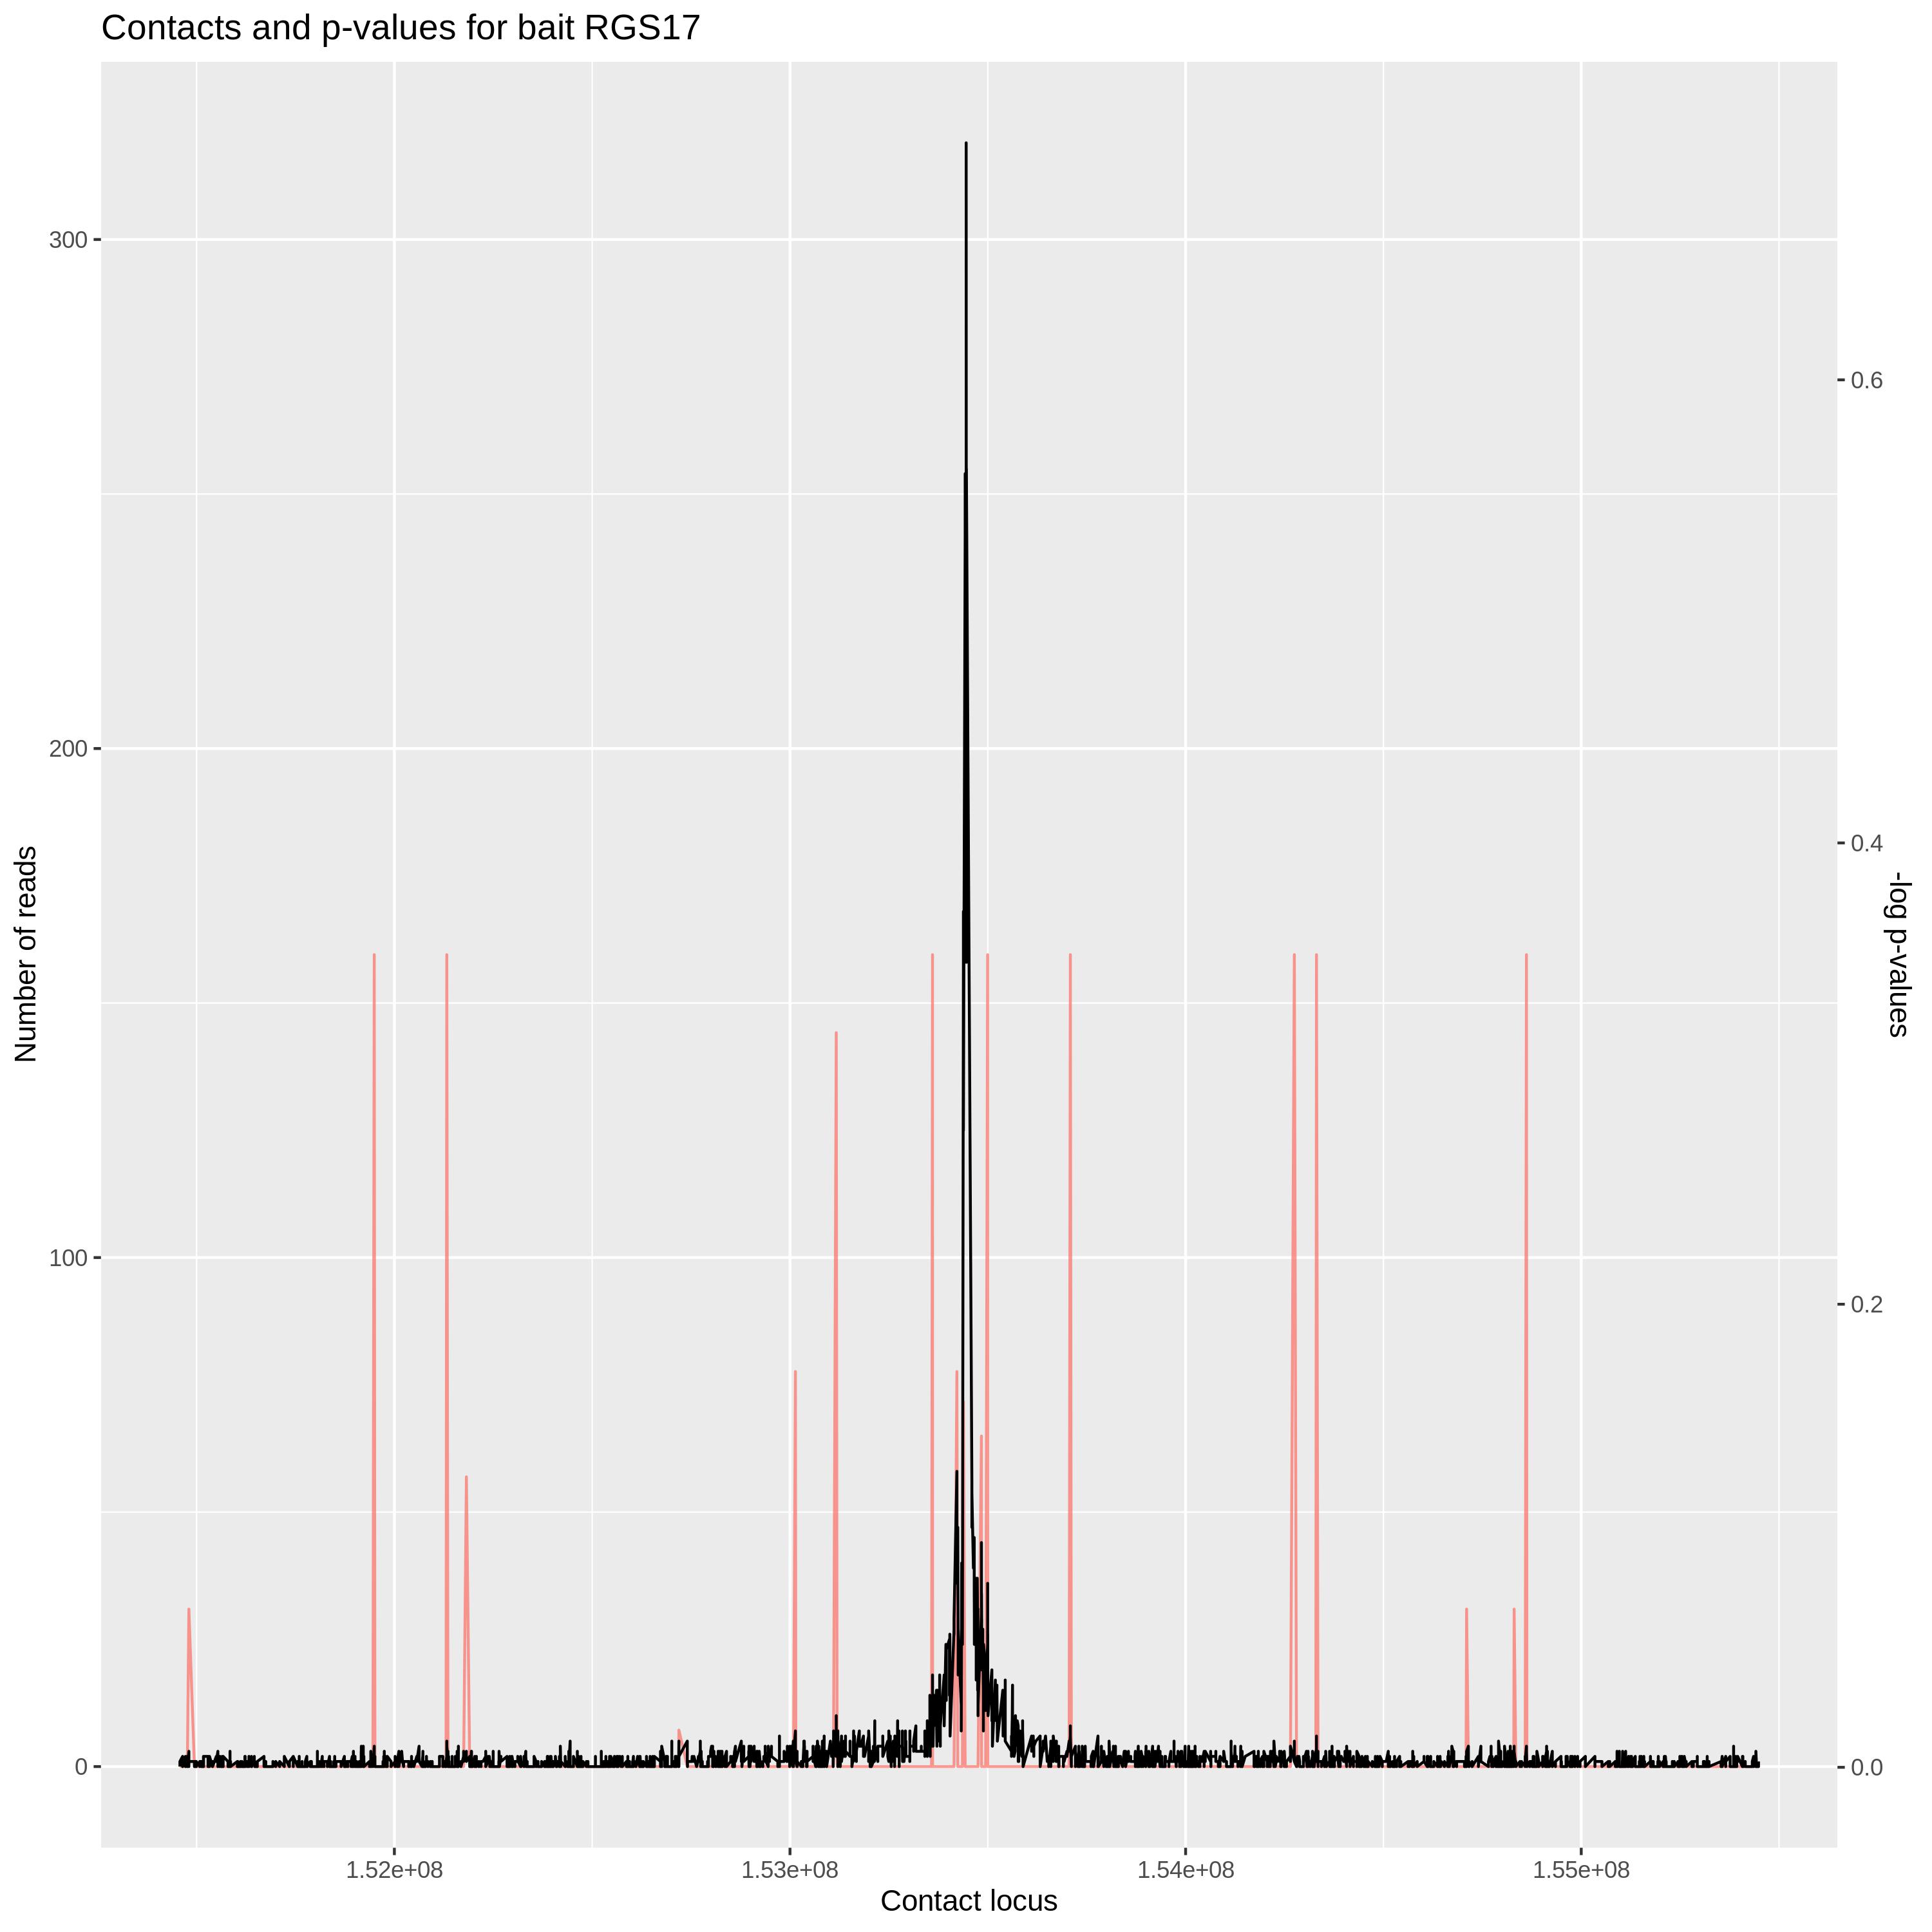 Contacts and p-values for bait RGS17
300
200
100
0
Number of reads
0.6
0.4
0.2
0.0
-log p-values
1.52e+08
1.53e+08
1.54e+08
1.55e+08
Contact locus